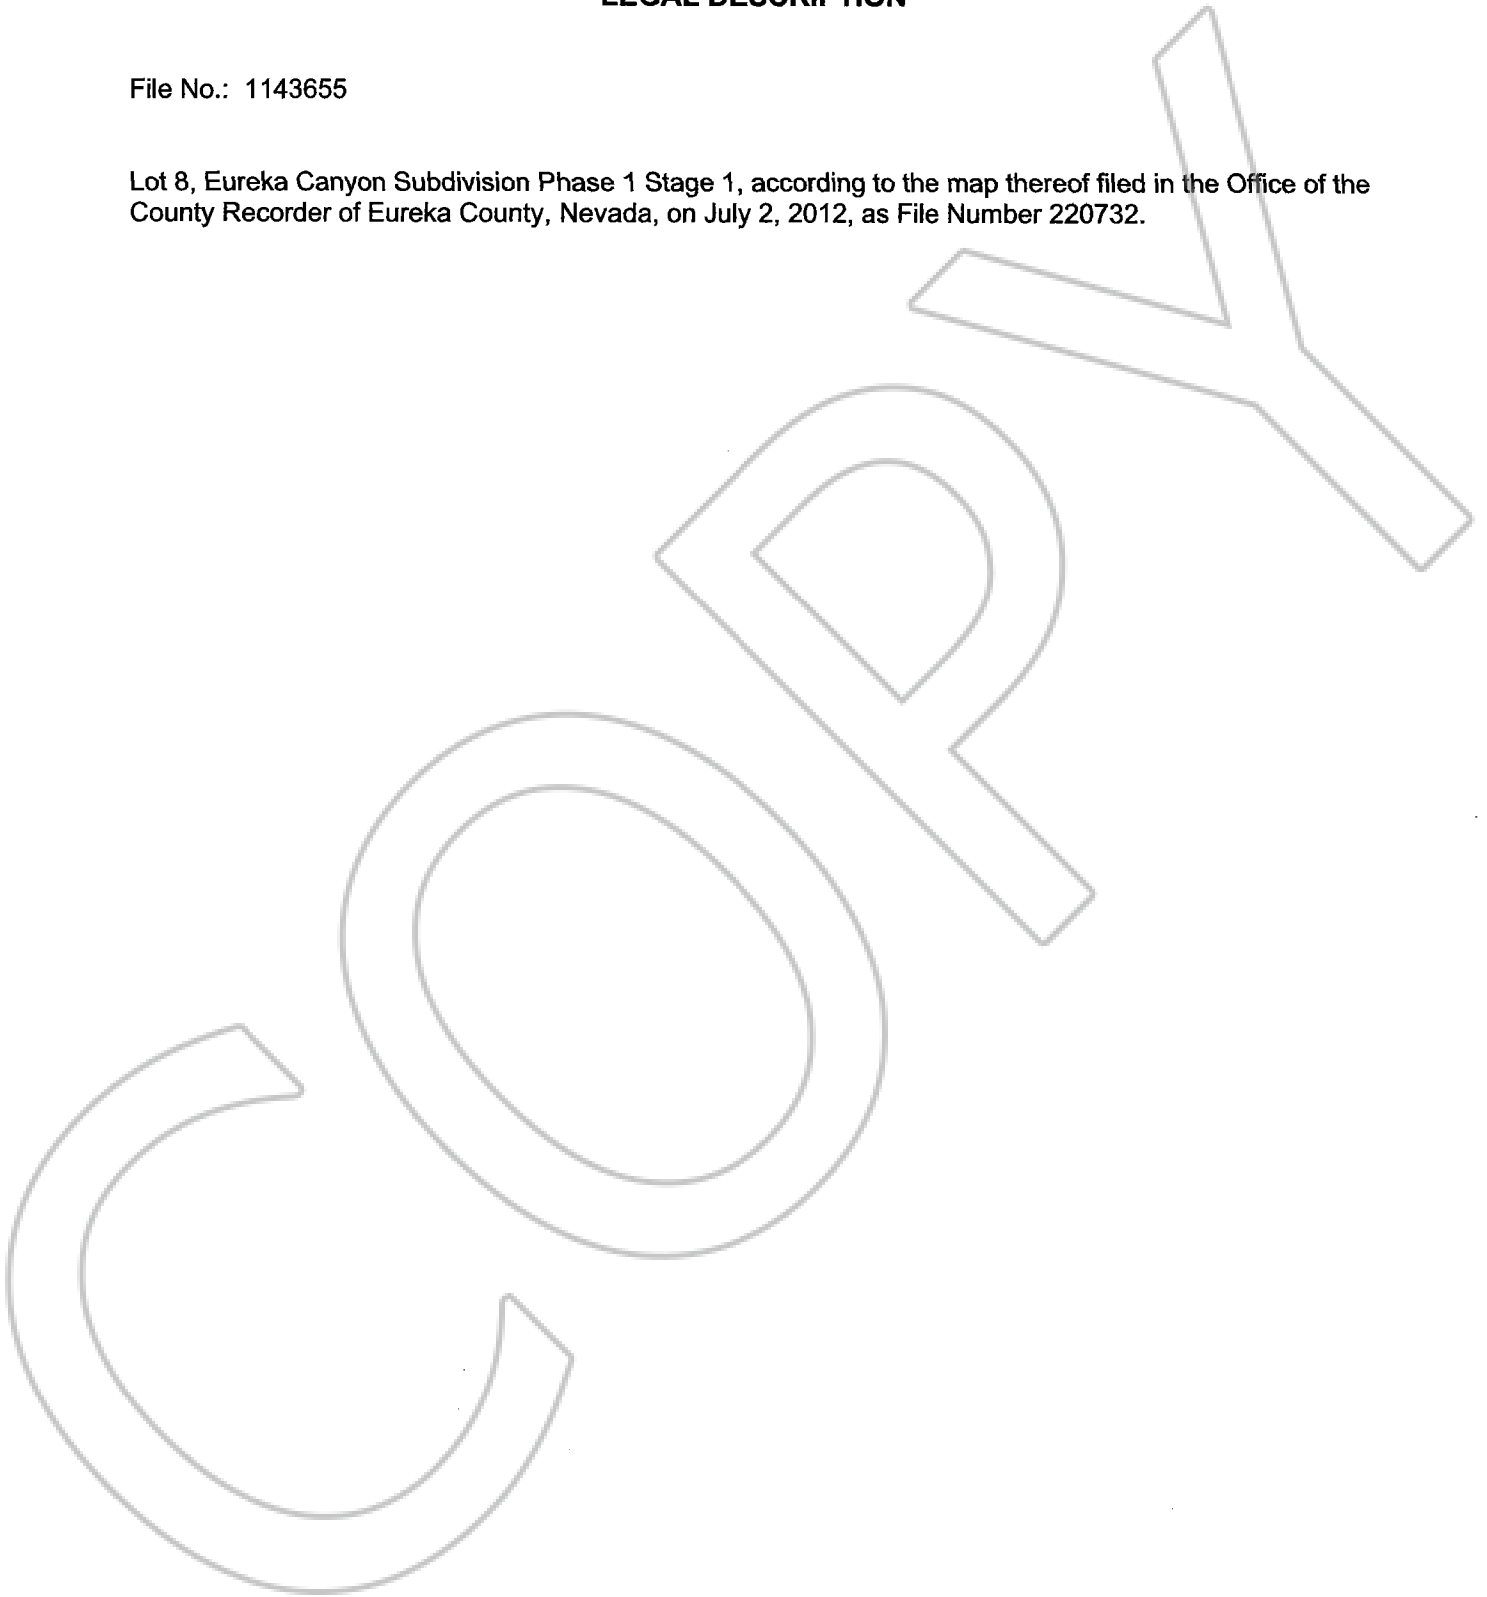 LEGAL DESCRIPTION
File No.: 1143655
Lot 8, Eureka Canyon Subdivision Phase 1 Stage 1, according to the map thereof filed in the Office of the
County Recorder of Eureka County, Nevada, on July 2, 2012, as File Number 220732.
COPY